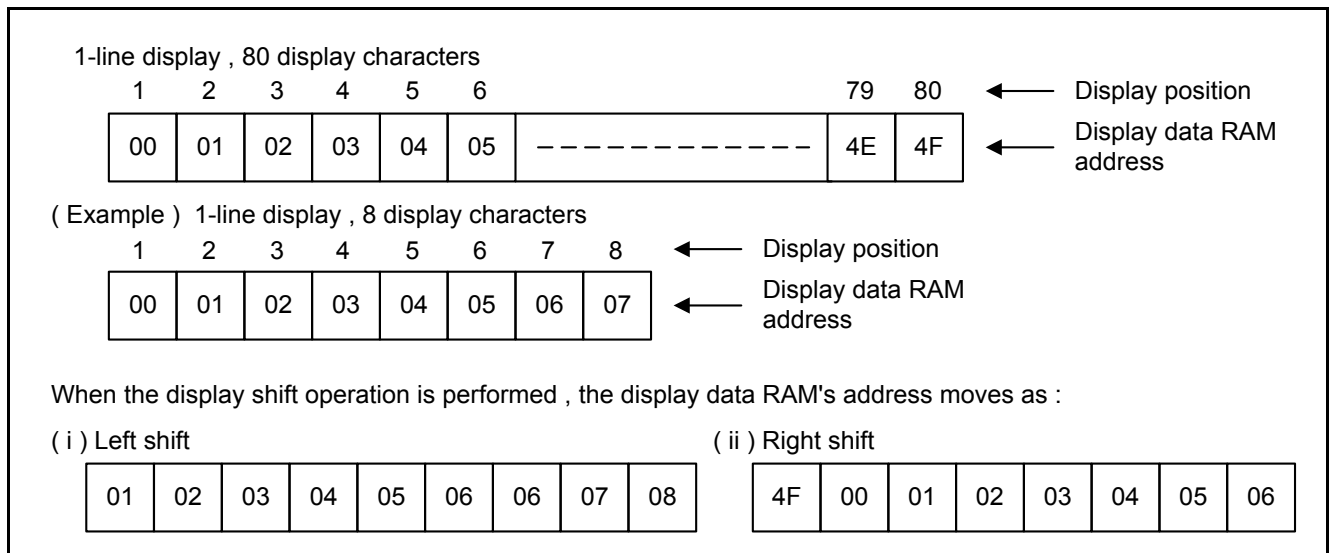 1-line display , 80 display characters
1 2 3 4 5 6 79 80 Display position
00 01 02 03 04 05 4E 4F Display data RAM address
( Example ) 1-line display , 8 display characters
1 2 3 4 5 6 7 8 Display position
00 01 02 03 04 05 06 07 Display data RAM address
When the display shift operation is performed , the display data RAM's address moves as :
( i ) Left shift ( ii ) Right shift
01 02 03 04 05 06 06 07 08 4F 00 01 02 03 04 05 06